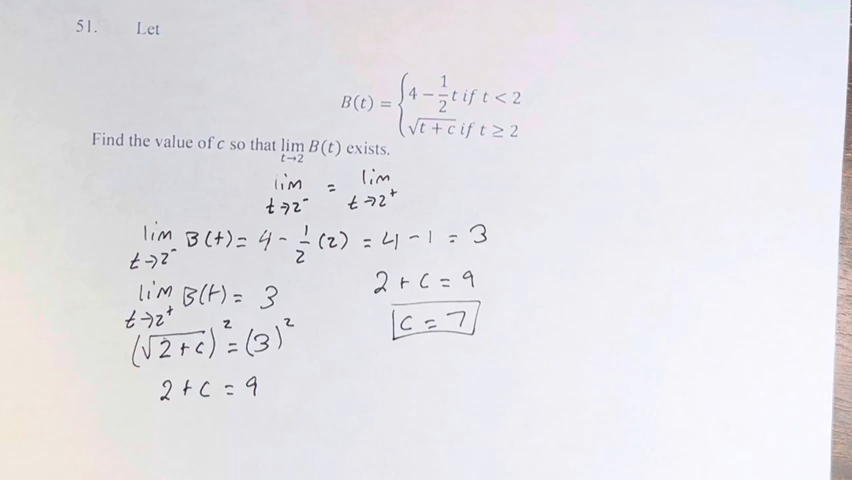 51. Let
B(t) = { 4 − 1/2 t if t < 2
√(t + c) if t ≥ 2
Find the value of c so that lim t→2 B(t) exists.
lim t→2⁻ = lim t→2⁺
lim t→2⁻ B(t) = 4 - 1/2 (2) = 4 - 1 = 3
lim t→2⁺ B(t) = 3
(√(2+c))² = (3)²
2 + c = 9
2 + c = 9
c = 7